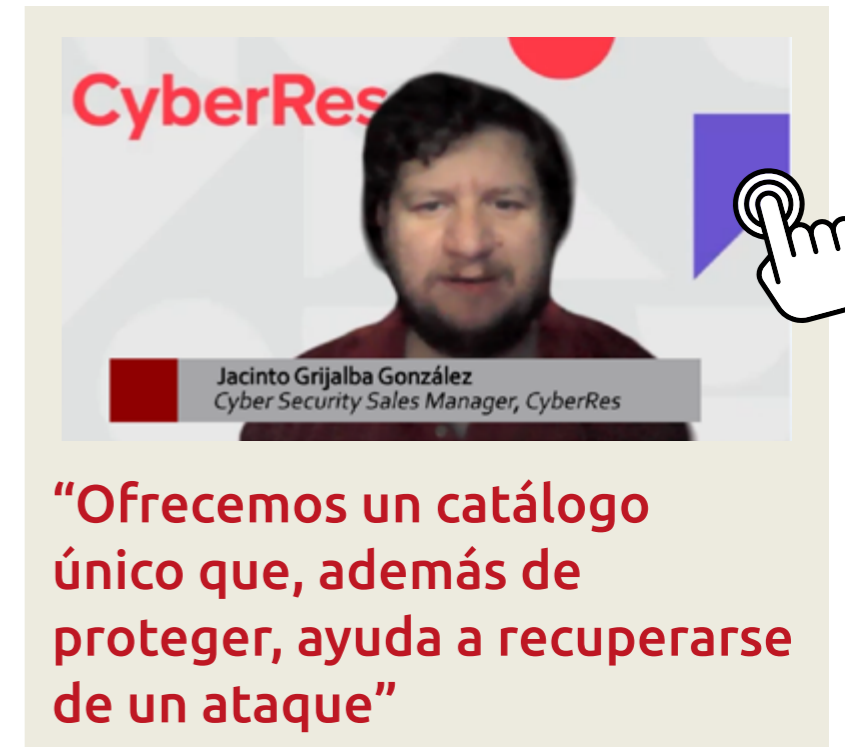 CyberRes
Jacinto Grijalba González
Cyber Security Sales Manager, CyberRes
“Ofrecemos un catálogo
único que, además de
proteger, ayuda a recuperarse
de un ataque”